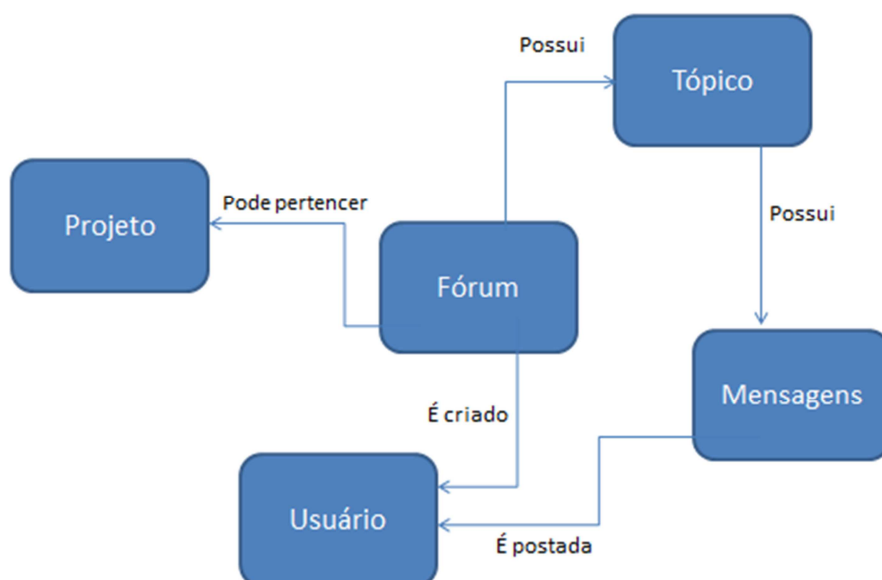 Possui
Tópico
Projeto
Pode pertencer
Possui
Fórum
Mensagens
É criado
Usuário
É postada